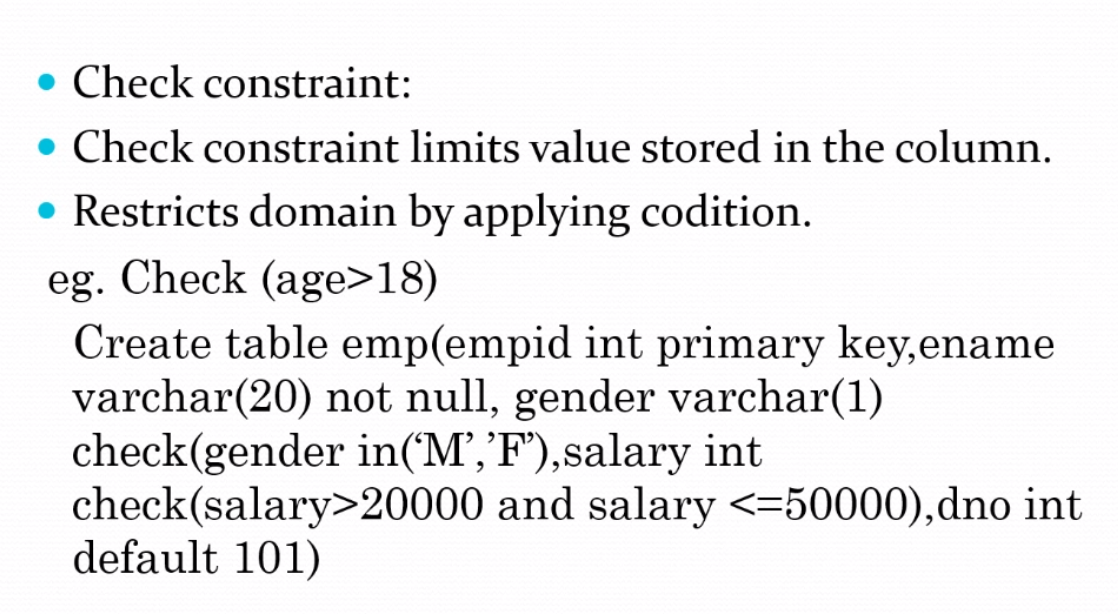 Check constraint:
Check constraint limits value stored in the column.
Restricts domain by applying codition.
eg. Check (age>18)
Create table emp(empid int primary key,ename
varchar(20) not null, gender varchar(1)
check(gender in(‘M’,’F’),salary int
check(salary>20000 and salary <=50000),dno int
default 101)